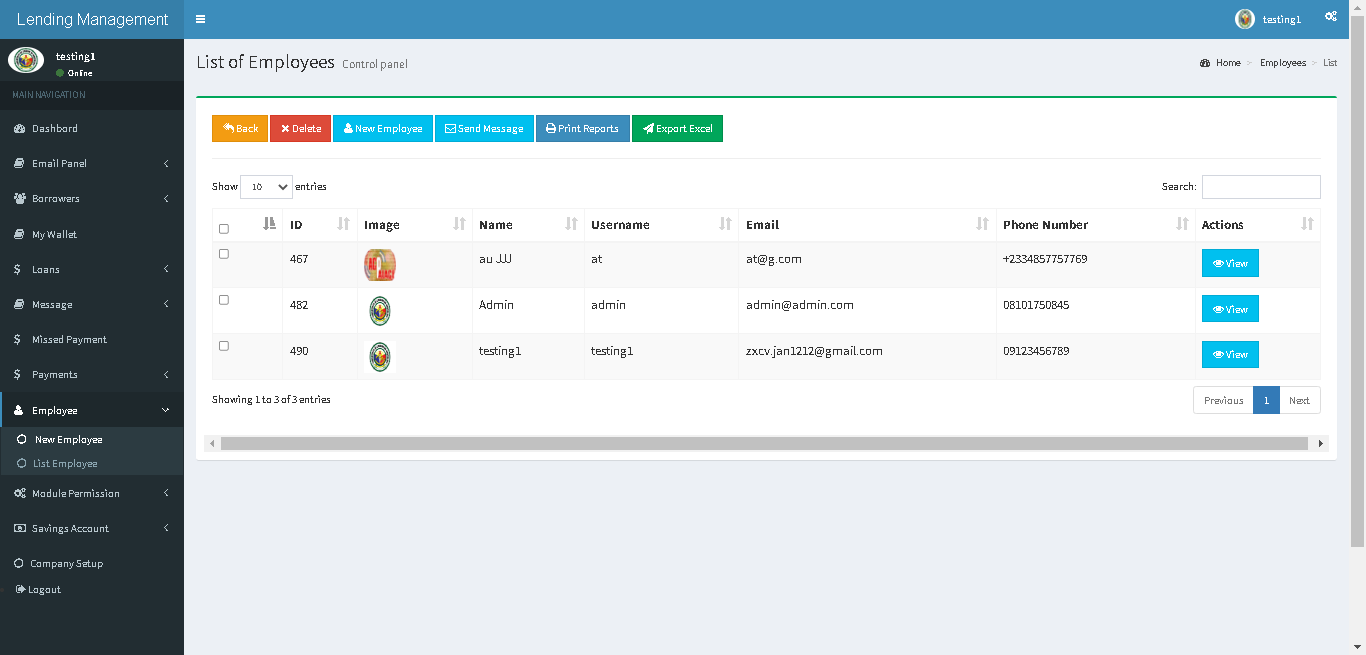 Lending Management
testing1
testing1
Online
MAIN NAVIGATION
Dashbord
Email Panel
Borrowers
My Wallet
Loans
Message
Missed Payment
Payments
Employee
New Employee
List Employee
Module Permission
Savings Account
Company Setup
Logout
List of Employees Control panel
Home > Employees > List
Back Delete New Employee Send Message Print Reports Export Excel
Show 10 entries Search:
ID Image Name Username Email Phone Number Actions
467 au JJJ at at@g.com +2334857757769 View
482 Admin admin admin@admin.com 08101750845 View
490 testing1 testing1 zxcv.jan1212@gmail.com 09123456789 View
Showing 1 to 3 of 3 entries Previous 1 Next